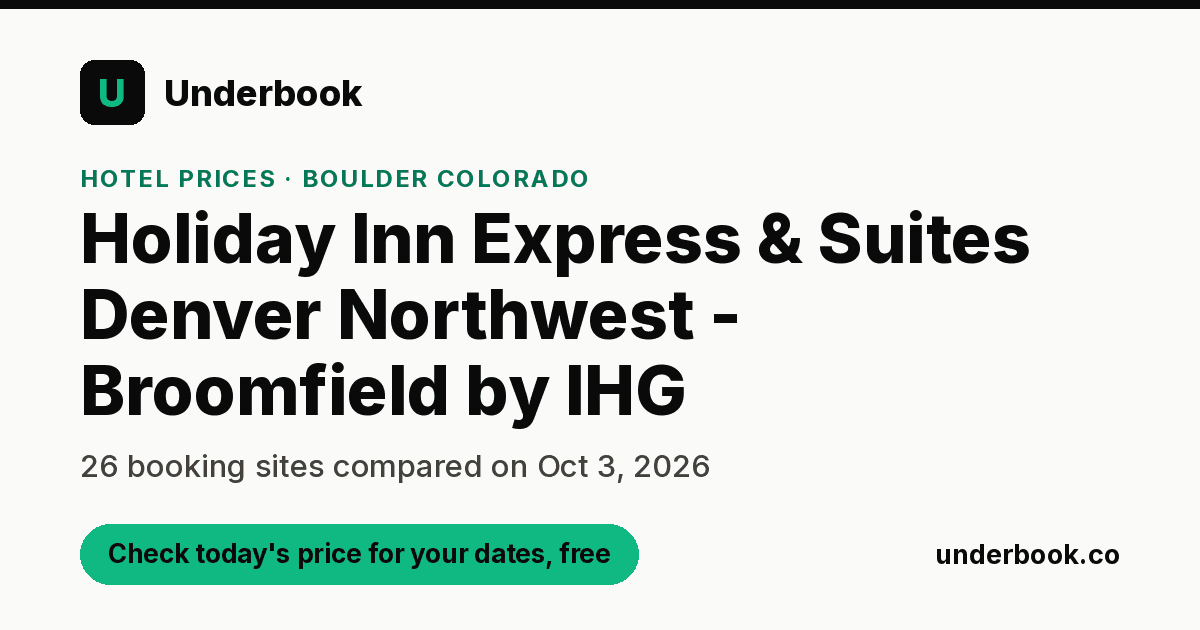 U
Underbook
HOTEL PRICES · BOULDER COLORADO
Holiday Inn Express & Suites
Denver Northwest -
Broomfield by IHG
26 booking sites compared on Oct 3, 2026
Check today's price for your dates, free
underbook.co